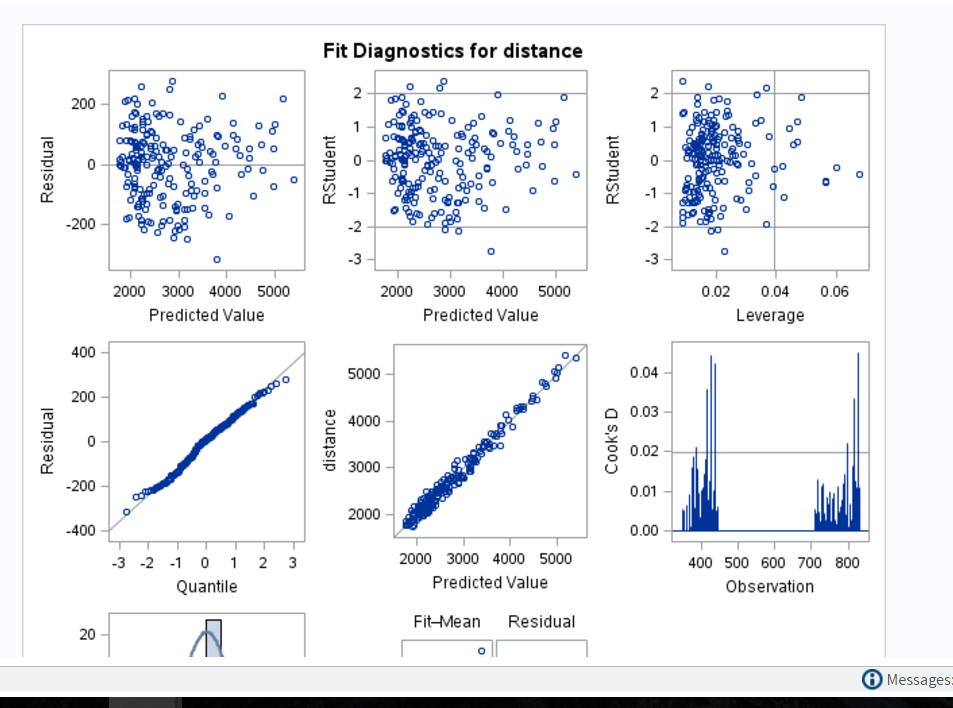 Fit Diagnostics for distance
200
0
-200
Residual
2000 3000 4000 5000
Predicted Value
2
1
0
-1
-2
-3
RStudent
2000 3000 4000 5000
Predicted Value
2
1
0
-1
-2
-3
RStudent
0.02 0.04 0.06
Leverage
400
200
0
-200
-400
Residual
-3 -2 -1 0 1 2 3
Quantile
5000
4000
3000
2000
distance
2000 3000 4000 5000
Predicted Value
0.04
0.03
0.02
0.01
0.00
Cook's D
400 500 600 700 800
Observation
20
Fit–Mean Residual
Messages: